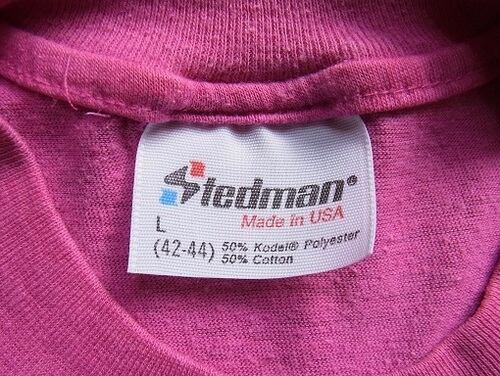 Stedman®
Made in USA
L
(42-44)
50% Kodel® Polyester
50% Cotton